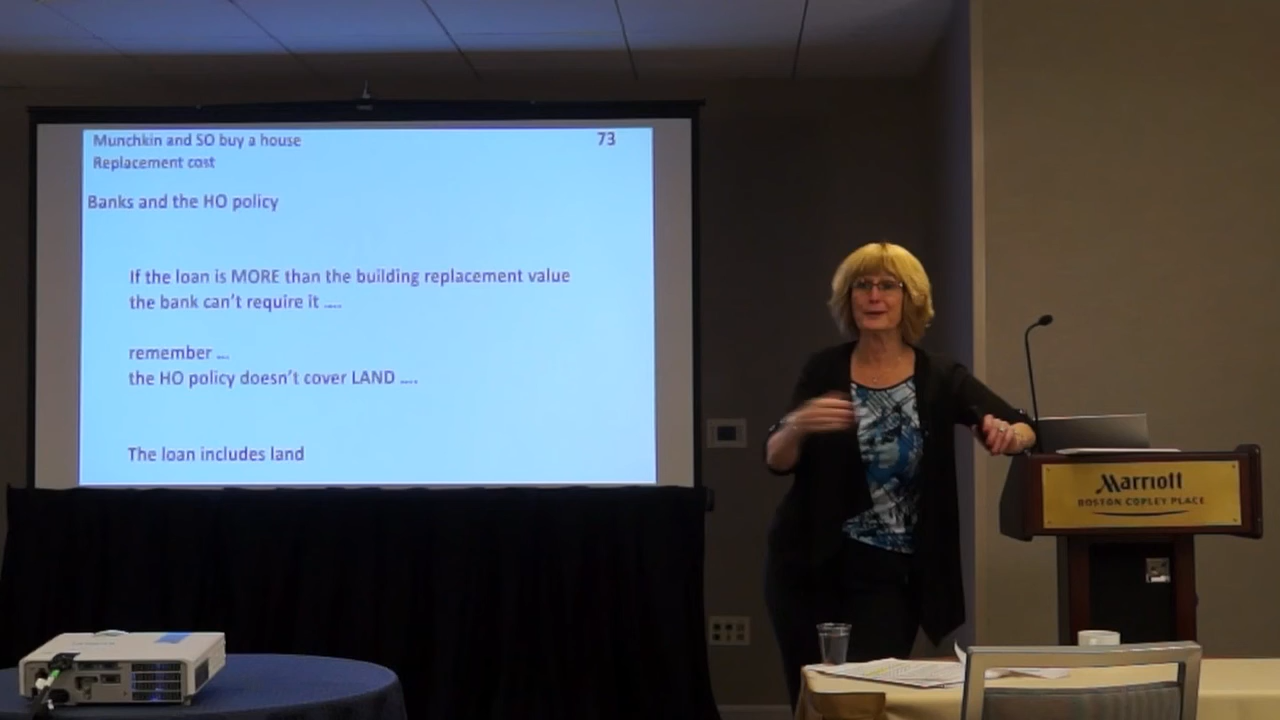 Munchkin and SO buy a house 73
Replacement cost
Banks and the HO policy
If the loan is MORE than the building replacement value
the bank can't require it ....
remember ...
the HO policy doesn't cover LAND ....
The loan includes land
Marriott
BOSTON COPLEY PLACE